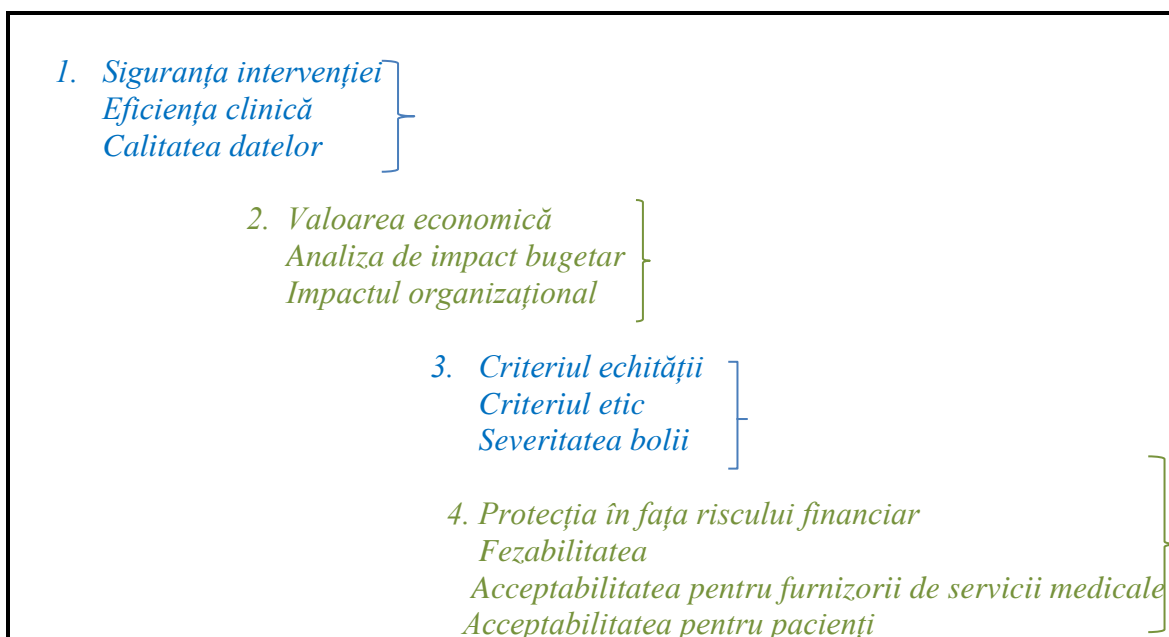 1. Siguranța intervenției
Eficiența clinică
Calitatea datelor
2. Valoarea economică
Analiza de impact bugetar
Impactul organizațional
3. Criteriul echității
Criteriul etic
Severitatea bolii
4. Protecția în fața riscului financiar
Fezabilitatea
Acceptabilitatea pentru furnizorii de servicii medicale
Acceptabilitatea pentru pacienți